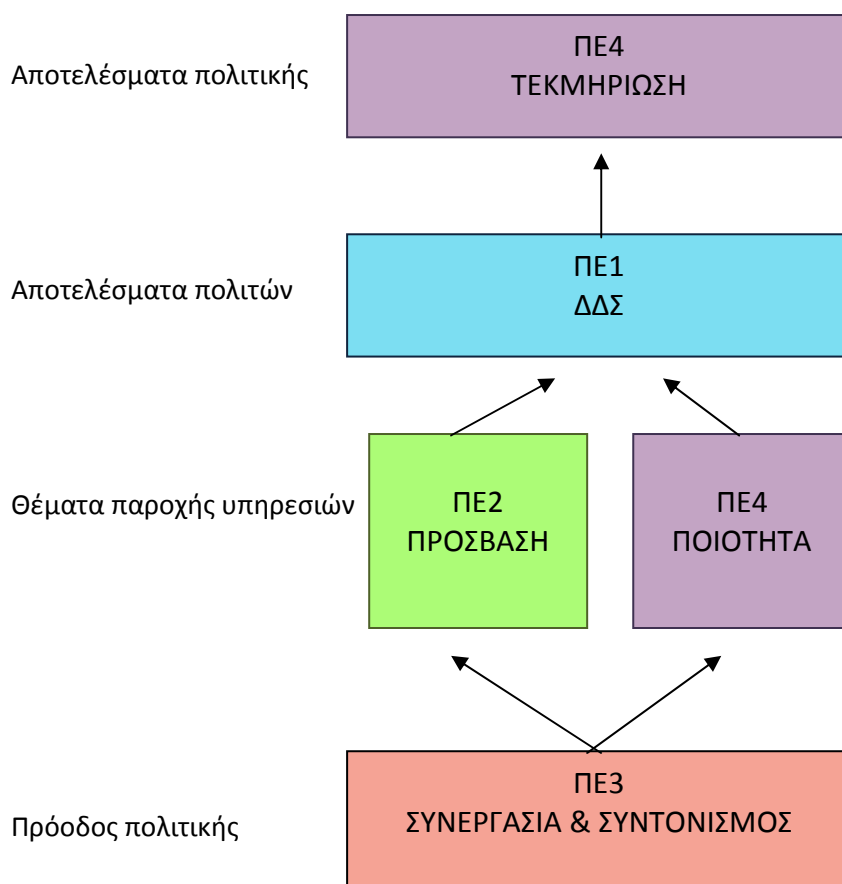 ΠΕ4
Αποτελέσματα πολιτικής
ΤΕΚΜΗΡΙΩΣΗ
ΠΕ1
Αποτελέσματα πολιτών
ΔΔΣ
Θέματα παροχής υπηρεσιών
ΠΕ2
ΠΡΟΣΒΑΣΗ
ΠΕ4
ΠΟΙΟΤΗΤΑ
ΠΕ3
Πρόοδος πολιτικής
ΣΥΝΕΡΓΑΣΙΑ & ΣΥΝΤΟΝΙΣΜΟΣ